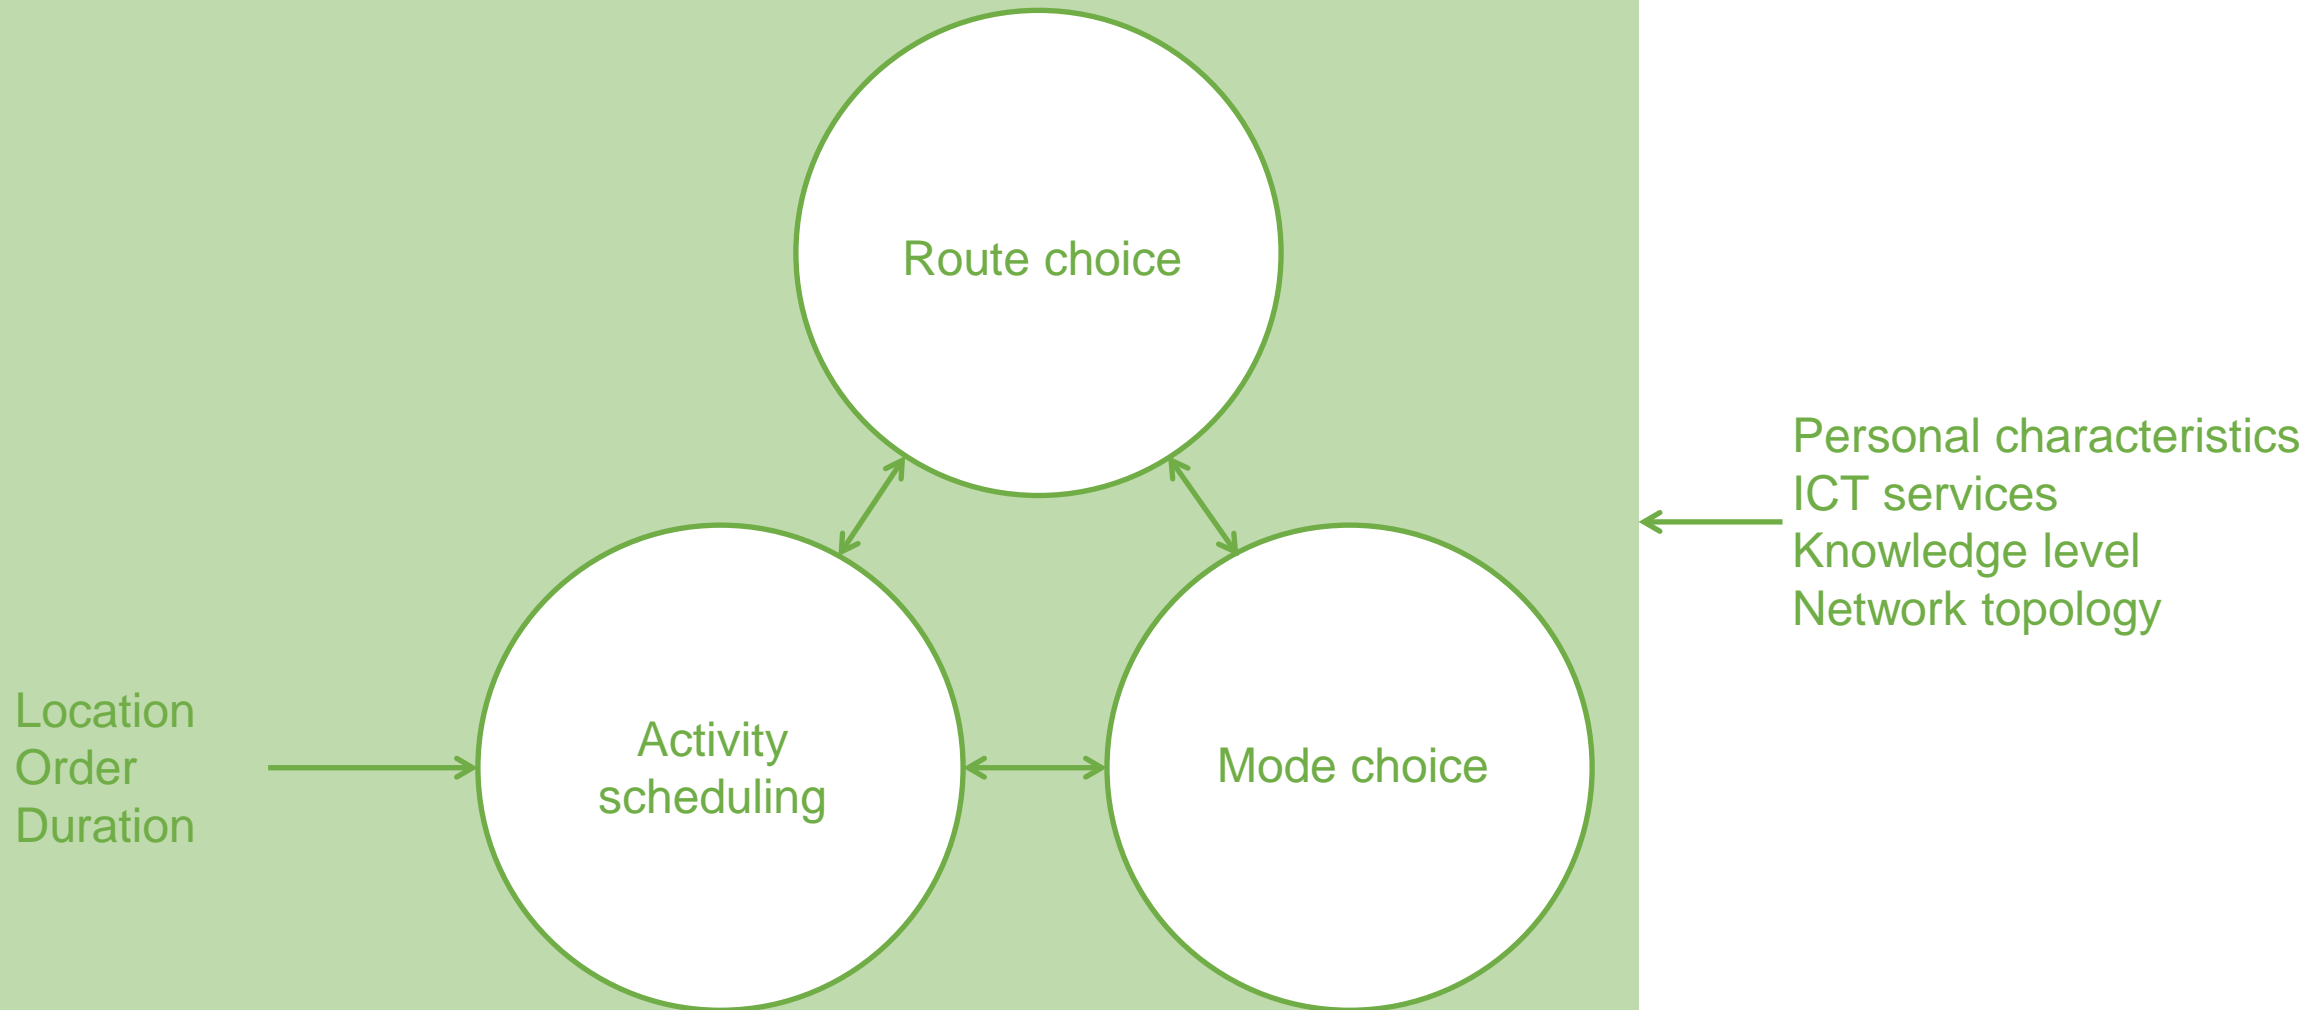 Route choice
Personal characteristics
ICT services
Knowledge level
Network topology
Location
Order
Duration
Activity
scheduling
Mode choice